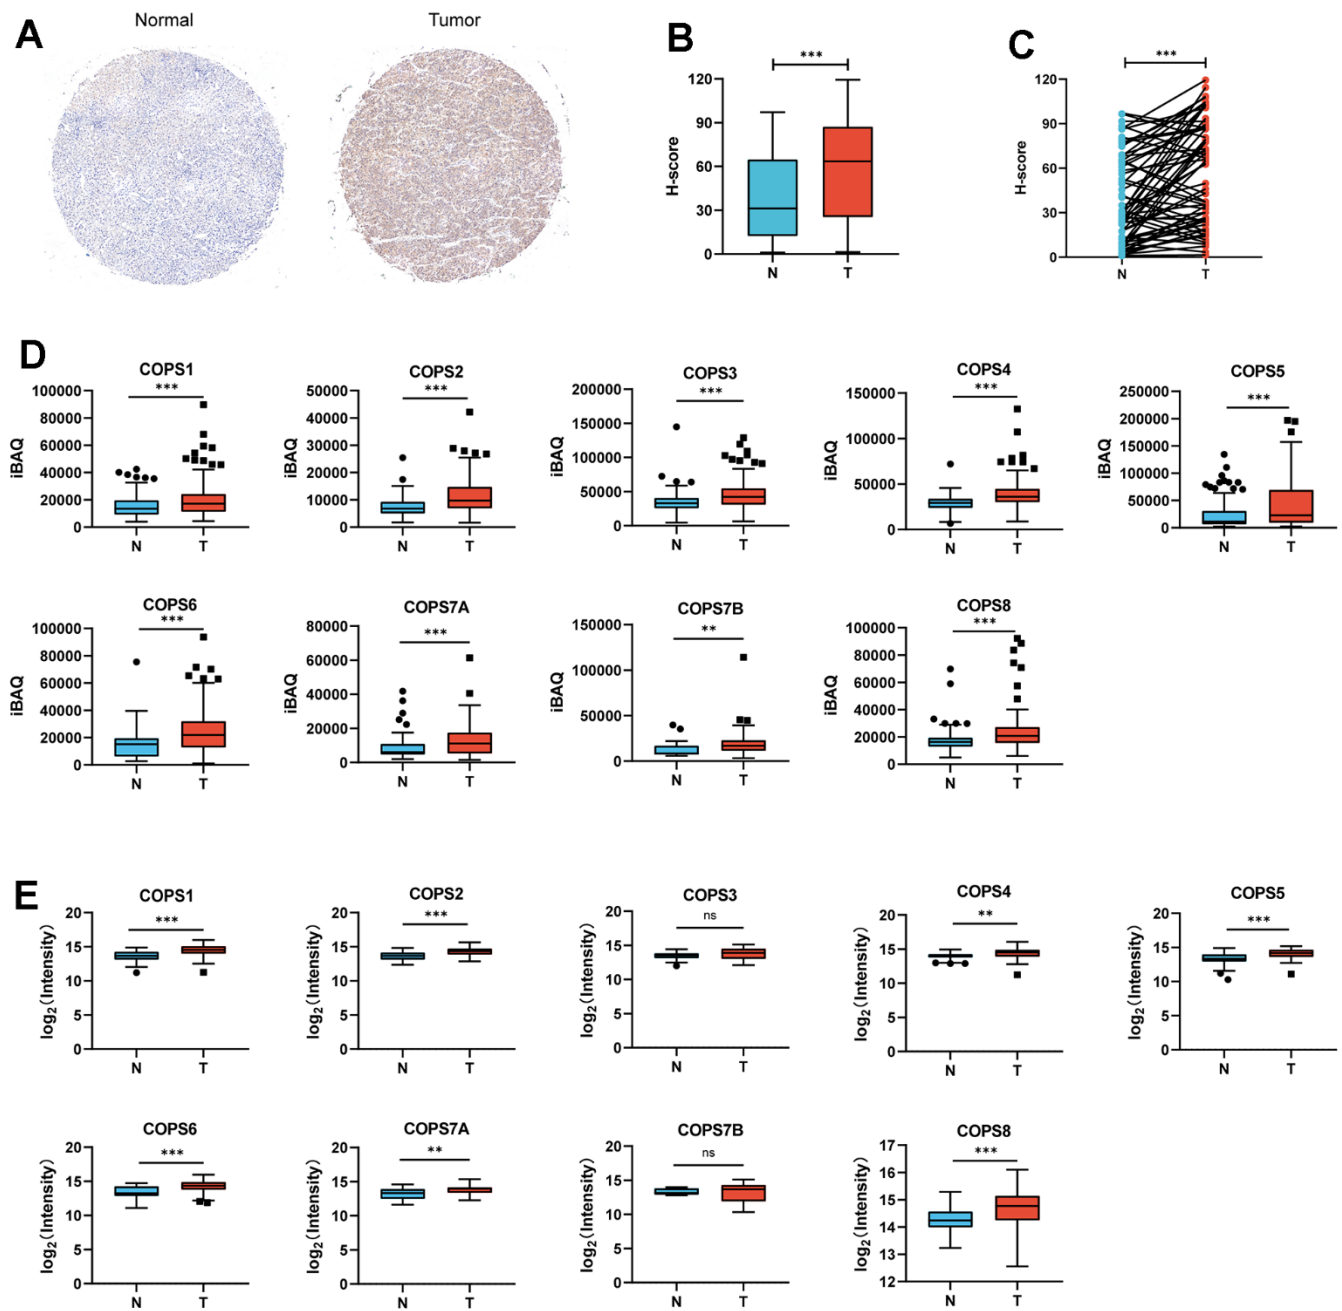 A
Normal
Tumor
B
***
H-score
120
90
60
30
0
N
T
C
***
H-score
120
90
60
30
0
N
T
D
COPS1
***
iBAQ
100000
80000
60000
40000
20000
0
N
T
COPS2
***
iBAQ
50000
40000
30000
20000
10000
0
N
T
COPS3
***
iBAQ
200000
150000
100000
50000
0
N
T
COPS4
***
iBAQ
150000
100000
50000
0
N
T
COPS5
***
iBAQ
250000
200000
150000
100000
50000
0
N
T
COPS6
***
iBAQ
100000
80000
60000
40000
20000
0
N
T
COPS7A
***
iBAQ
80000
60000
40000
20000
0
N
T
COPS7B
**
iBAQ
150000
100000
50000
0
N
T
COPS8
***
iBAQ
100000
80000
60000
40000
20000
0
N
T
E
COPS1
***
log₂(Intensity)
20
15
10
5
0
N
T
COPS2
***
log₂(Intensity)
20
15
10
5
0
N
T
COPS3
ns
log₂(Intensity)
20
15
10
5
0
N
T
COPS4
**
log₂(Intensity)
20
15
10
5
0
N
T
COPS5
***
log₂(Intensity)
20
15
10
5
0
N
T
COPS6
***
log₂(Intensity)
20
15
10
5
0
N
T
COPS7A
**
log₂(Intensity)
20
15
10
5
0
N
T
COPS7B
ns
log₂(Intensity)
20
15
10
5
0
N
T
COPS8
***
log₂(Intensity)
17
16
15
14
13
12
N
T